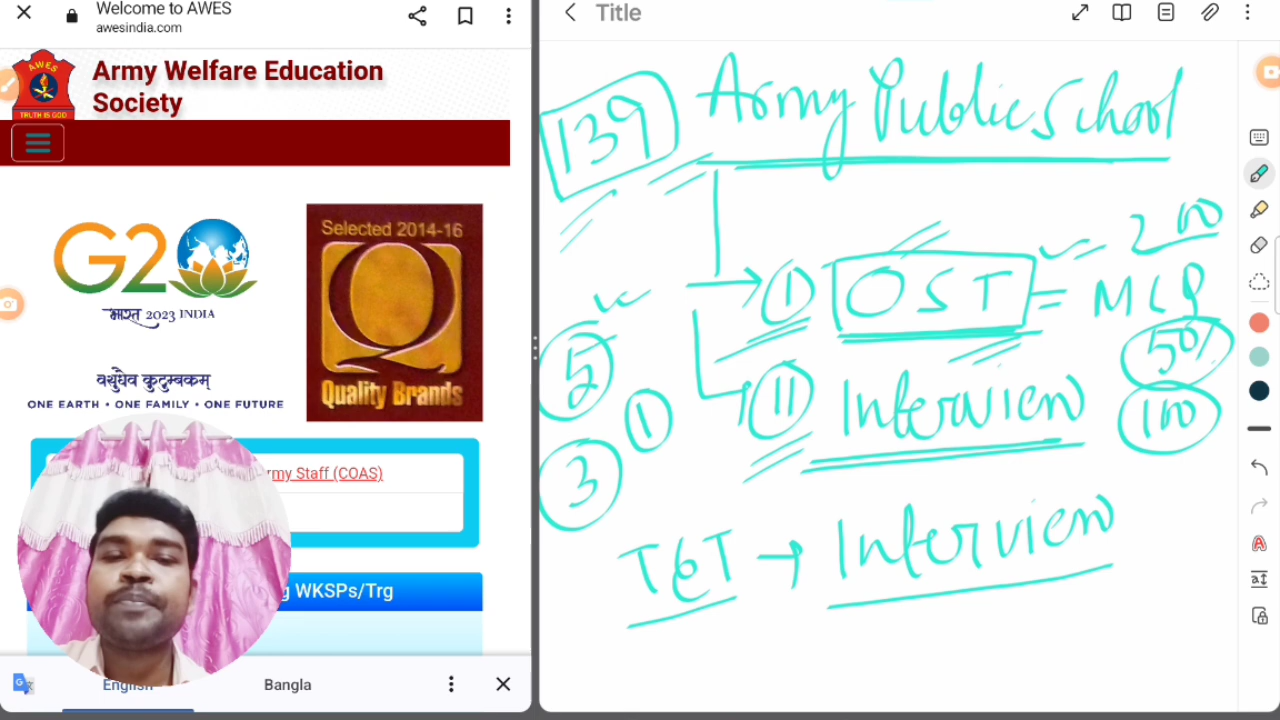 Welcome to AWES
awesindia.com
AWES
TRUTH IS GOD
Army Welfare Education
Society
G20
भारत 2023 INDIA
वसुधैव कुटुम्बकम्
ONE EARTH • ONE FAMILY • ONE FUTURE
Selected 2014-16
Q
Quality Brands
rmy Staff (COAS)
g WKSPs/Trg
English
Bangla
Title
139 Army Public School
200
① OST = MCQ
5 50%
① ⑪ Interview 100
3
TET → Interview